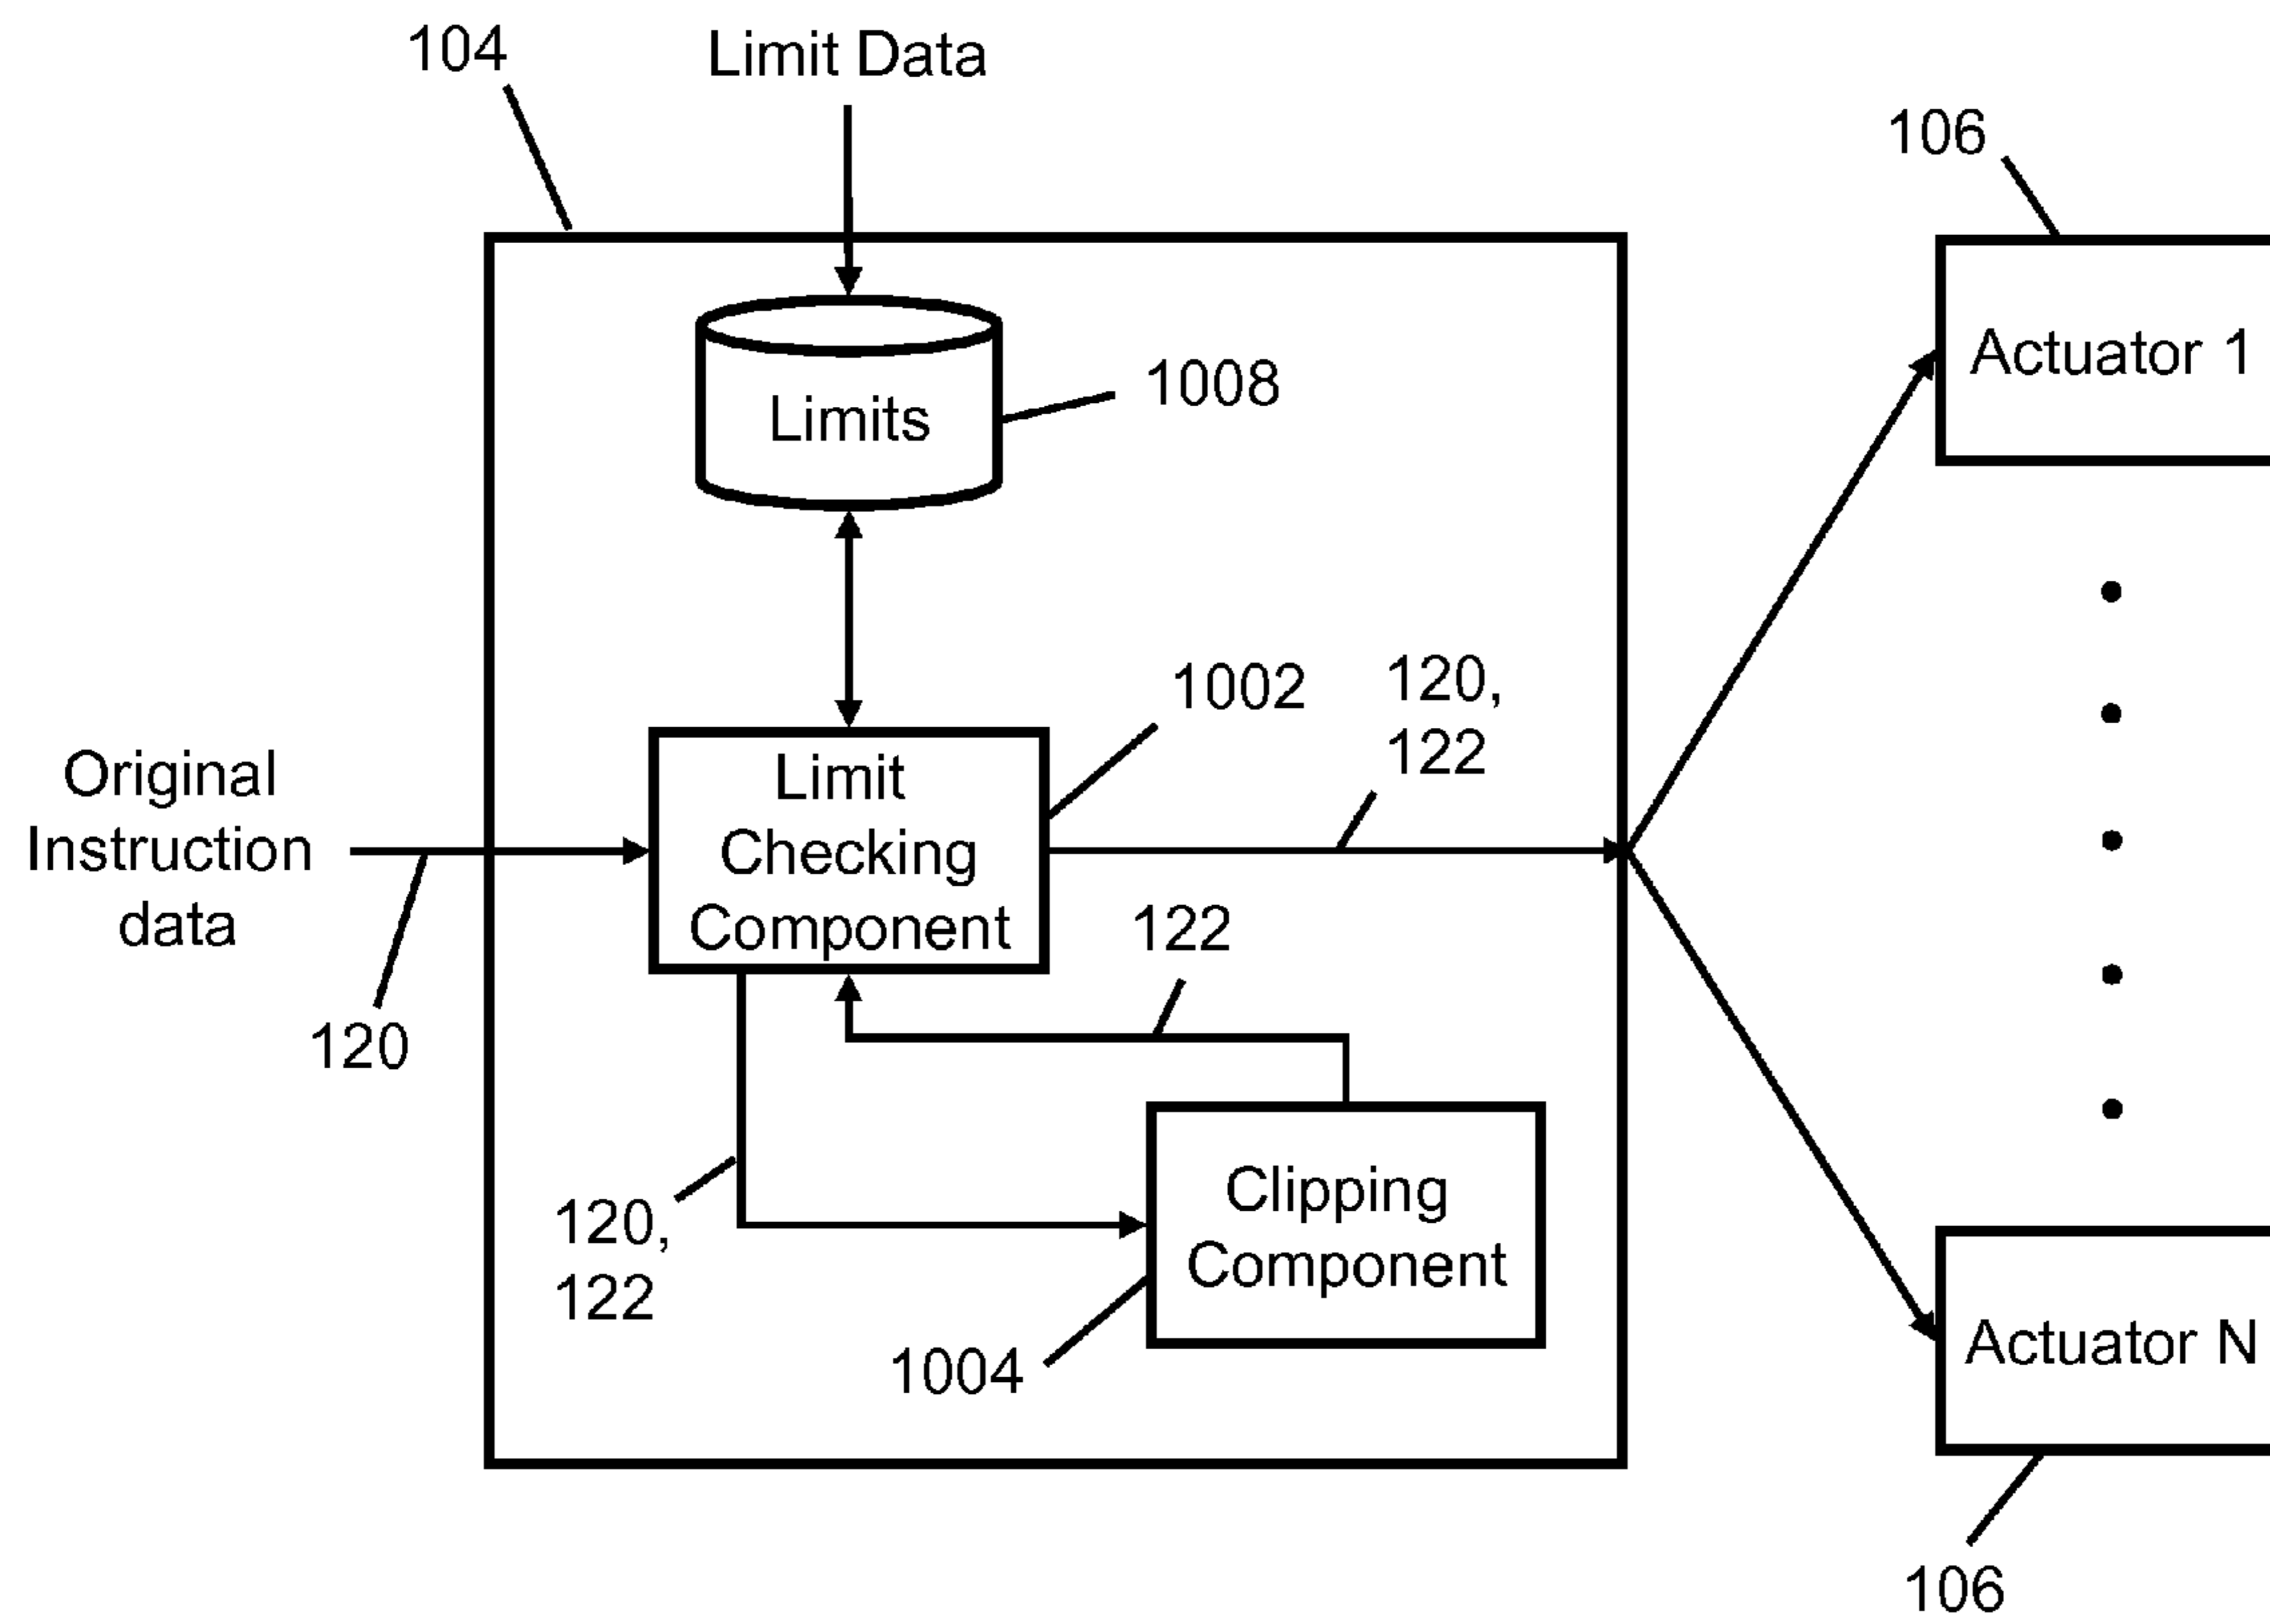 104
Limit Data
106
Limits
1008
Actuator 1
1002
120,
122
Original
Instruction
data
120
Limit
Checking
Component
122
120,
122
Clipping
Component
1004
Actuator N
106